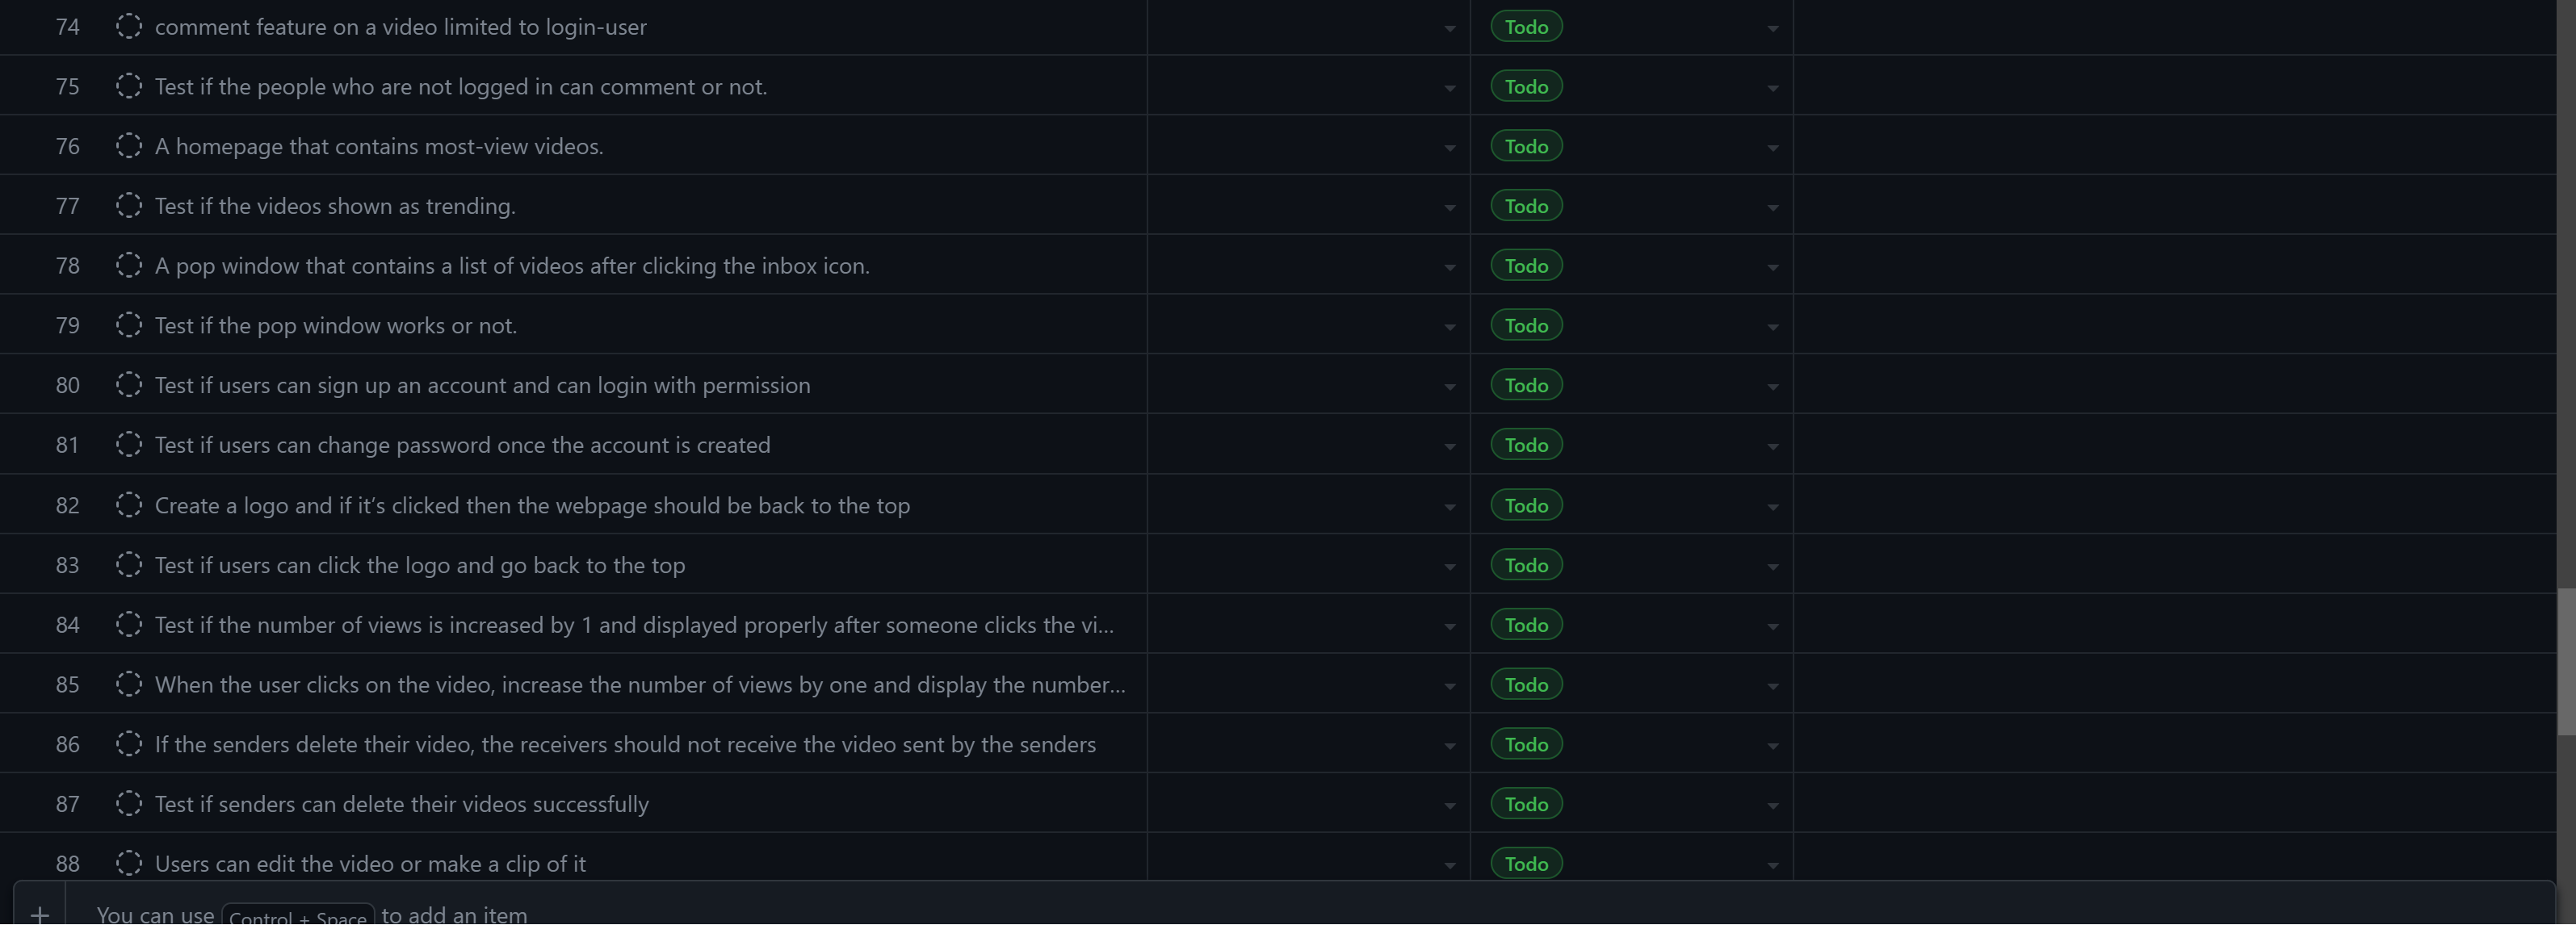 74 comment feature on a video limited to login-user Todo
75 Test if the people who are not logged in can comment or not. Todo
76 A homepage that contains most-view videos. Todo
77 Test if the videos shown as trending. Todo
78 A pop window that contains a list of videos after clicking the inbox icon. Todo
79 Test if the pop window works or not. Todo
80 Test if users can sign up an account and can login with permission Todo
81 Test if users can change password once the account is created Todo
82 Create a logo and if it’s clicked then the webpage should be back to the top Todo
83 Test if users can click the logo and go back to the top Todo
84 Test if the number of views is increased by 1 and displayed properly after someone clicks the vi... Todo
85 When the user clicks on the video, increase the number of views by one and display the number... Todo
86 If the senders delete their video, the receivers should not receive the video sent by the senders Todo
87 Test if senders can delete their videos successfully Todo
88 Users can edit the video or make a clip of it Todo
+ You can use Control + Space to add an item